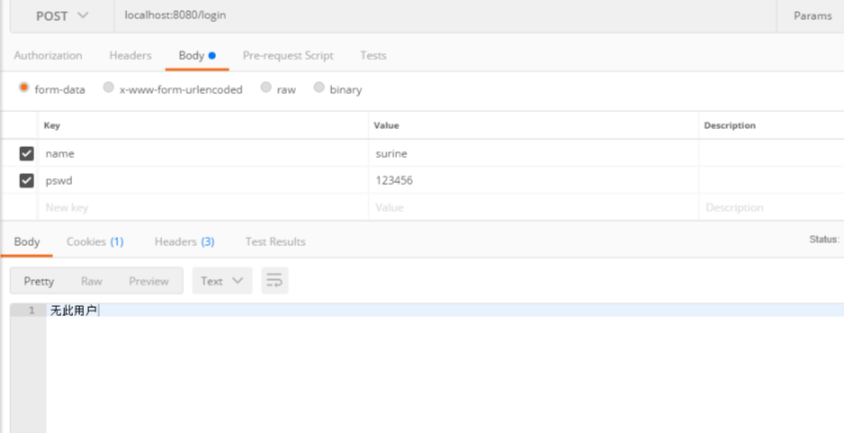 POST localhost:8080/login Params
Authorization Headers Body Pre-request Script Tests
form-data x-www-form-urlencoded raw binary
Key Value Description
name surine
pswd 123456
New key Value Description
Body Cookies (1) Headers (3) Test Results Status:
Pretty Raw Preview Text
1 无此用户